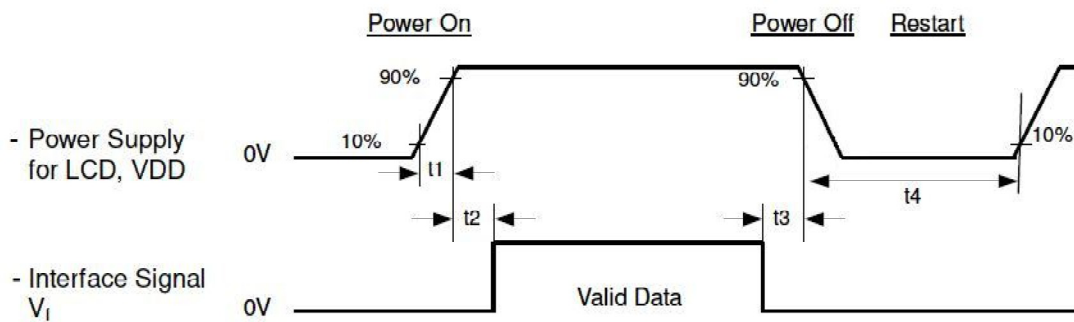 Power On Power Off Restart
90% 90%
10% 10%
- Power Supply
for LCD, VDD
0V
t1
t4
t2 t3
- Interface Signal
VI
0V
Valid Data